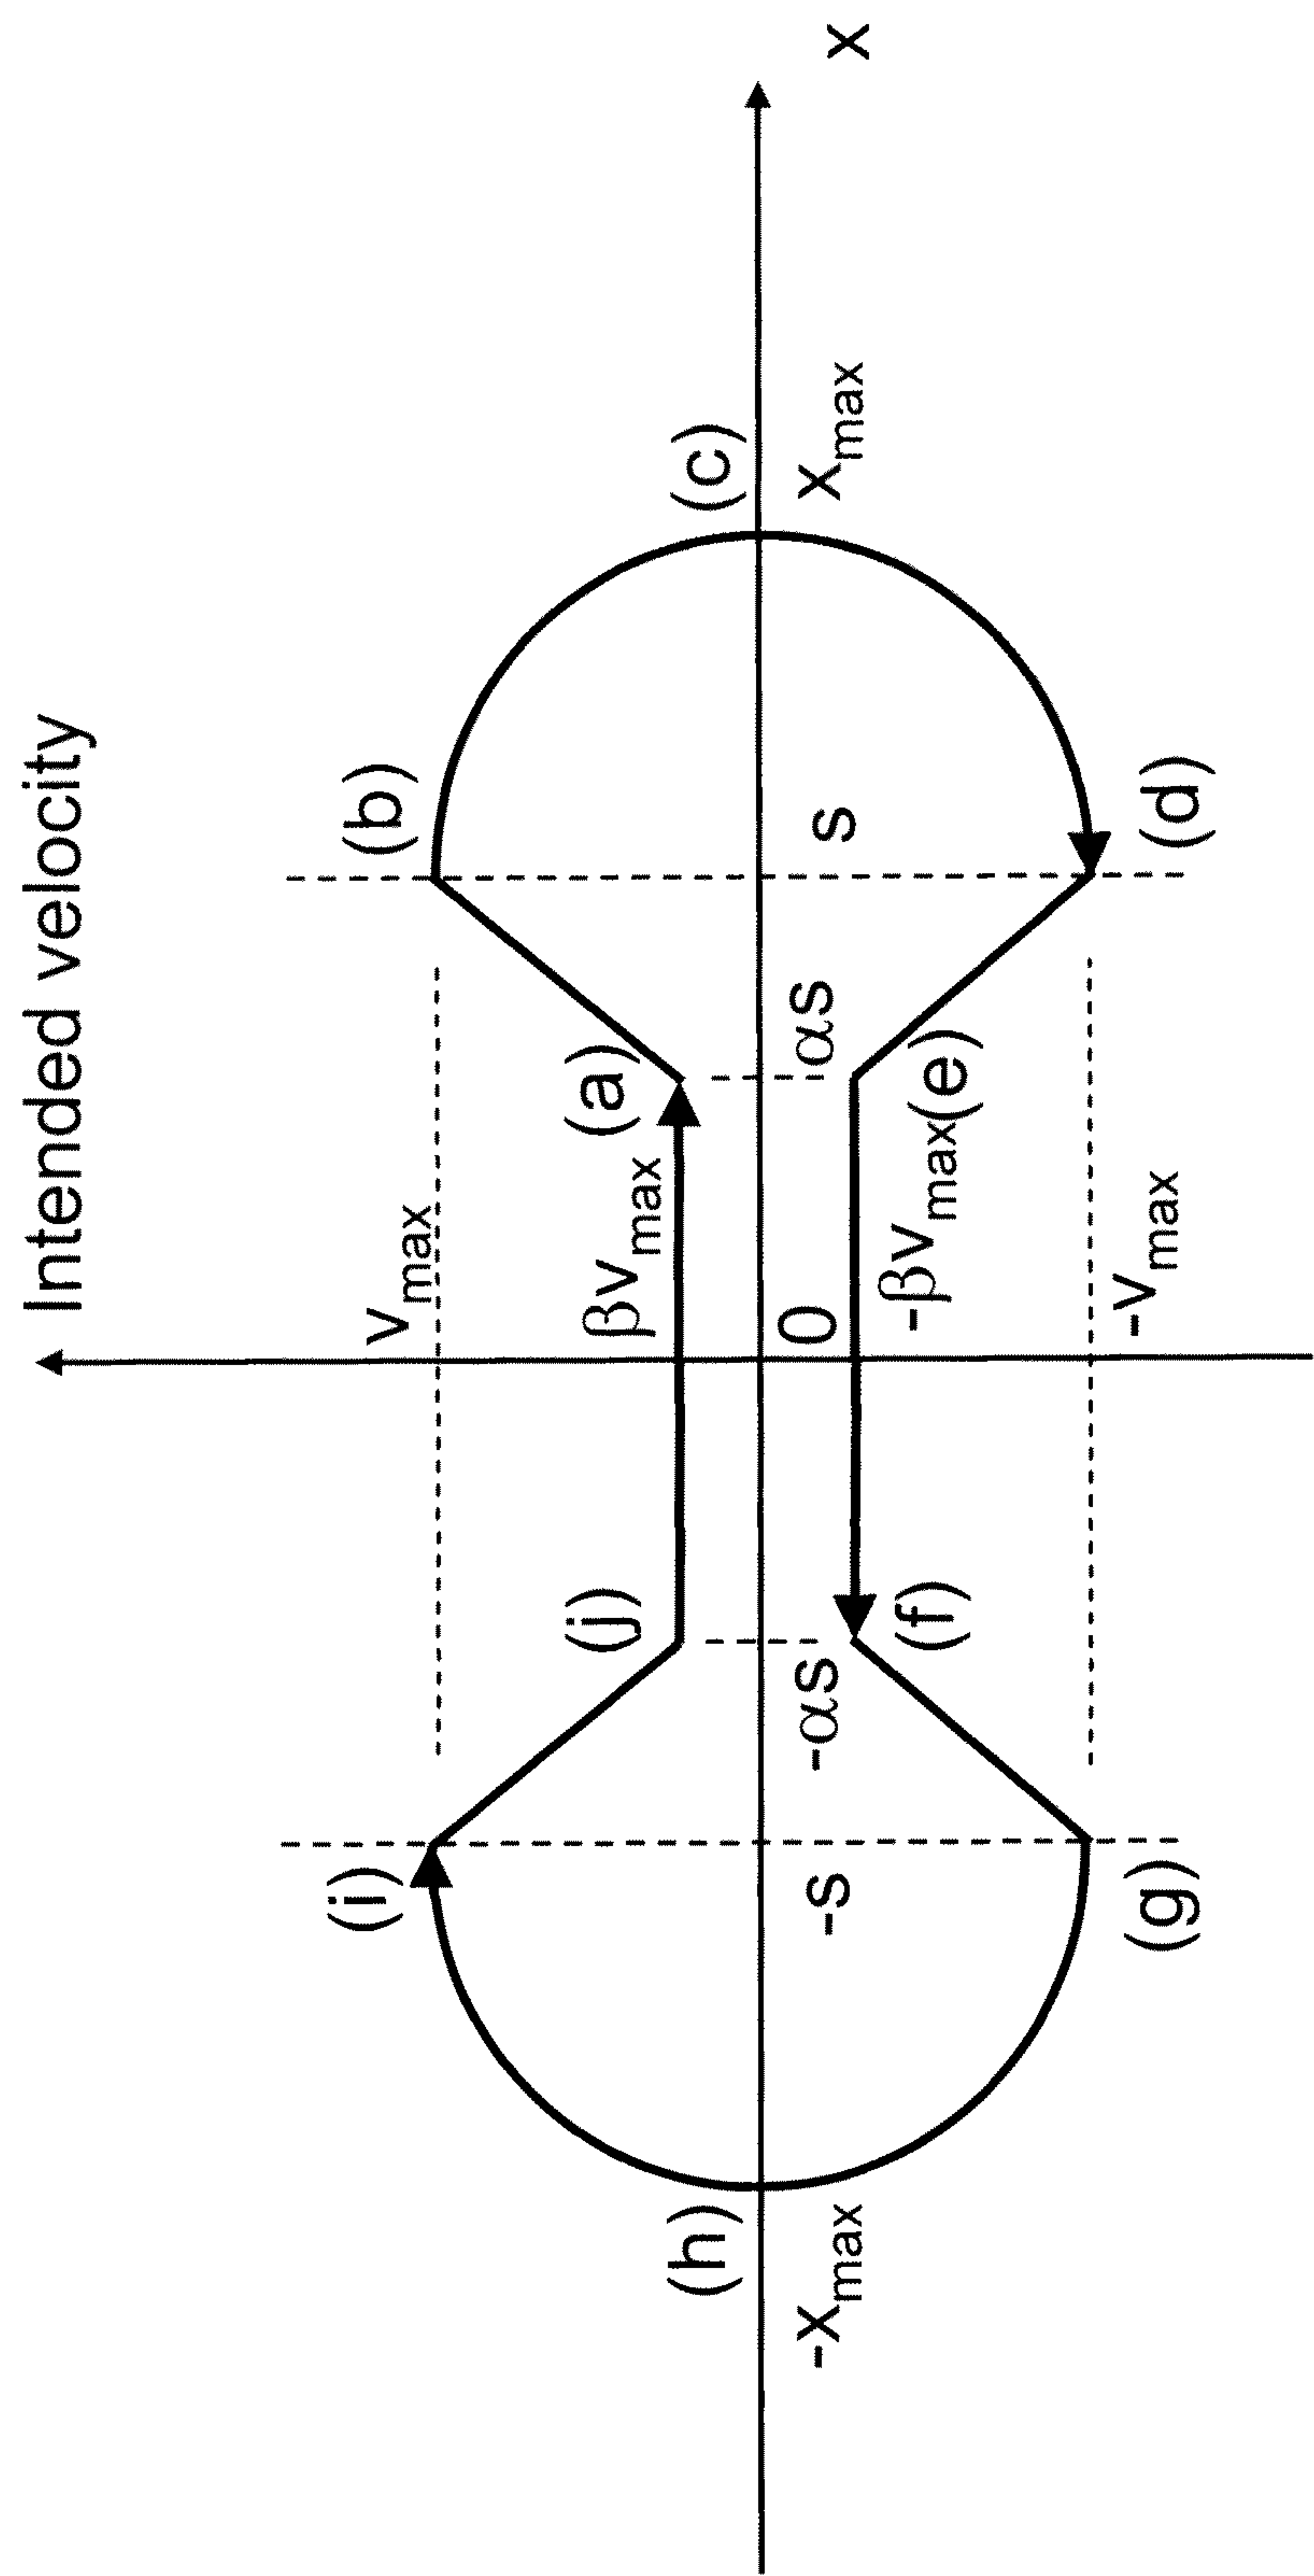 Intended velocity
(i)
v_max
(b)
(h)
(j)
βv_max
(a)
(c)
-x_max
-s
-αs
0
αs
s
x_max
x
(f)
-βv_max
(e)
(g)
-v_max
(d)